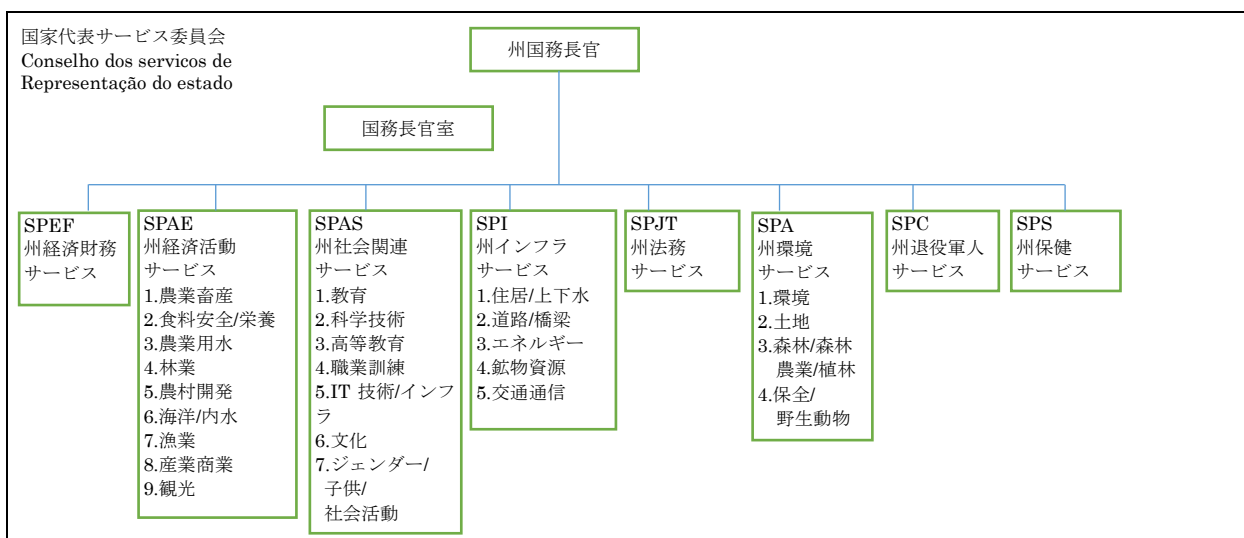 国家代表サービス委員会
Conselho dos servicos de
Representação do estado
州国務長官
国務長官室
SPEF
州経済財務
サービス
SPAE
州経済活動
サービス
1.農業畜産
2.食料安全/栄養
3.農業用水
4.林業
5.農村開発
6.海洋/内水
7.漁業
8.産業商業
9.観光
SPAS
州社会関連
サービス
1.教育
2.科学技術
3.高等教育
4.職業訓練
5.IT 技術/インフ
ラ
6.文化
7.ジェンダー/
子供/
社会活動
SPI
州インフラ
サービス
1.住居/上下水
2.道路/橋梁
3.エネルギー
4.鉱物資源
5.交通通信
SPJT
州法務
サービス
SPA
州環境
サービス
1.環境
2.土地
3.森林/森林
農業/植林
4.保全/
野生動物
SPC
州退役軍人
サービス
SPS
州保健
サービス